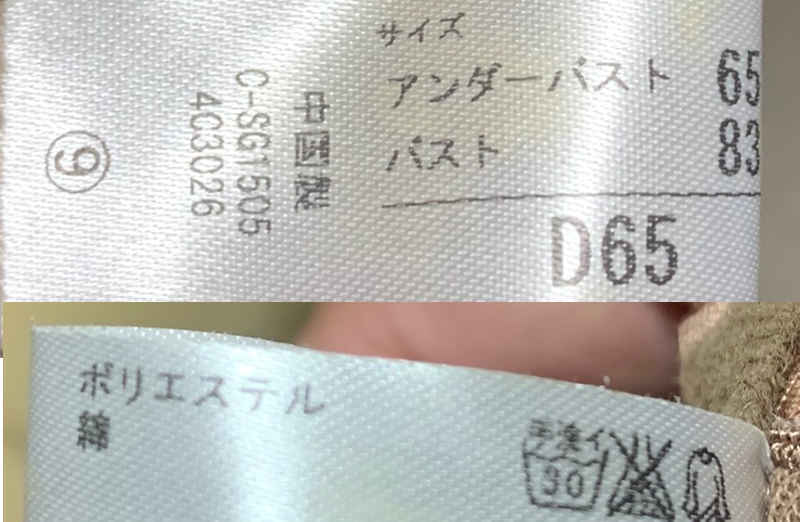 サイズ
アンダーバスト 65
バスト 83
D65
中国製
C-SG1505
4C3026
9
ポリエステル
綿
手洗イ
30